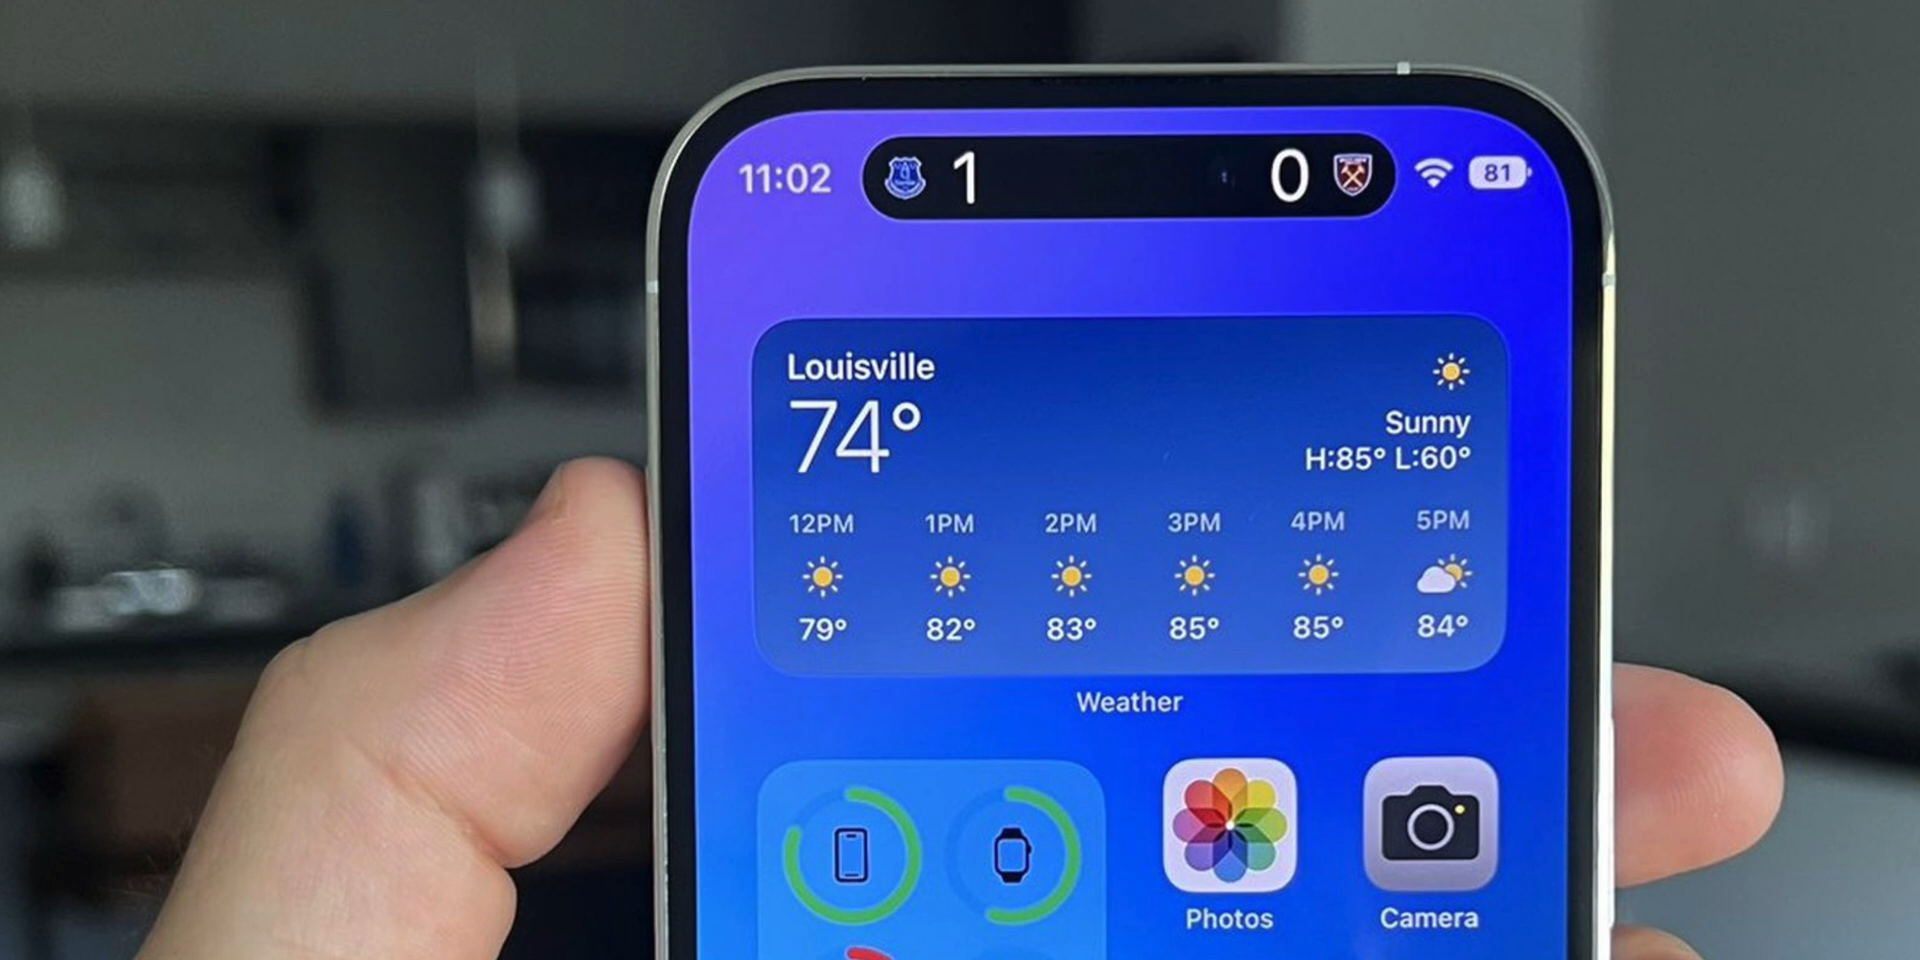 11:02 1 0 81
Louisville
74°
Sunny
H:85° L:60°
12PM 1PM 2PM 3PM 4PM 5PM
79° 82° 83° 85° 85° 84°
Weather
Photos Camera